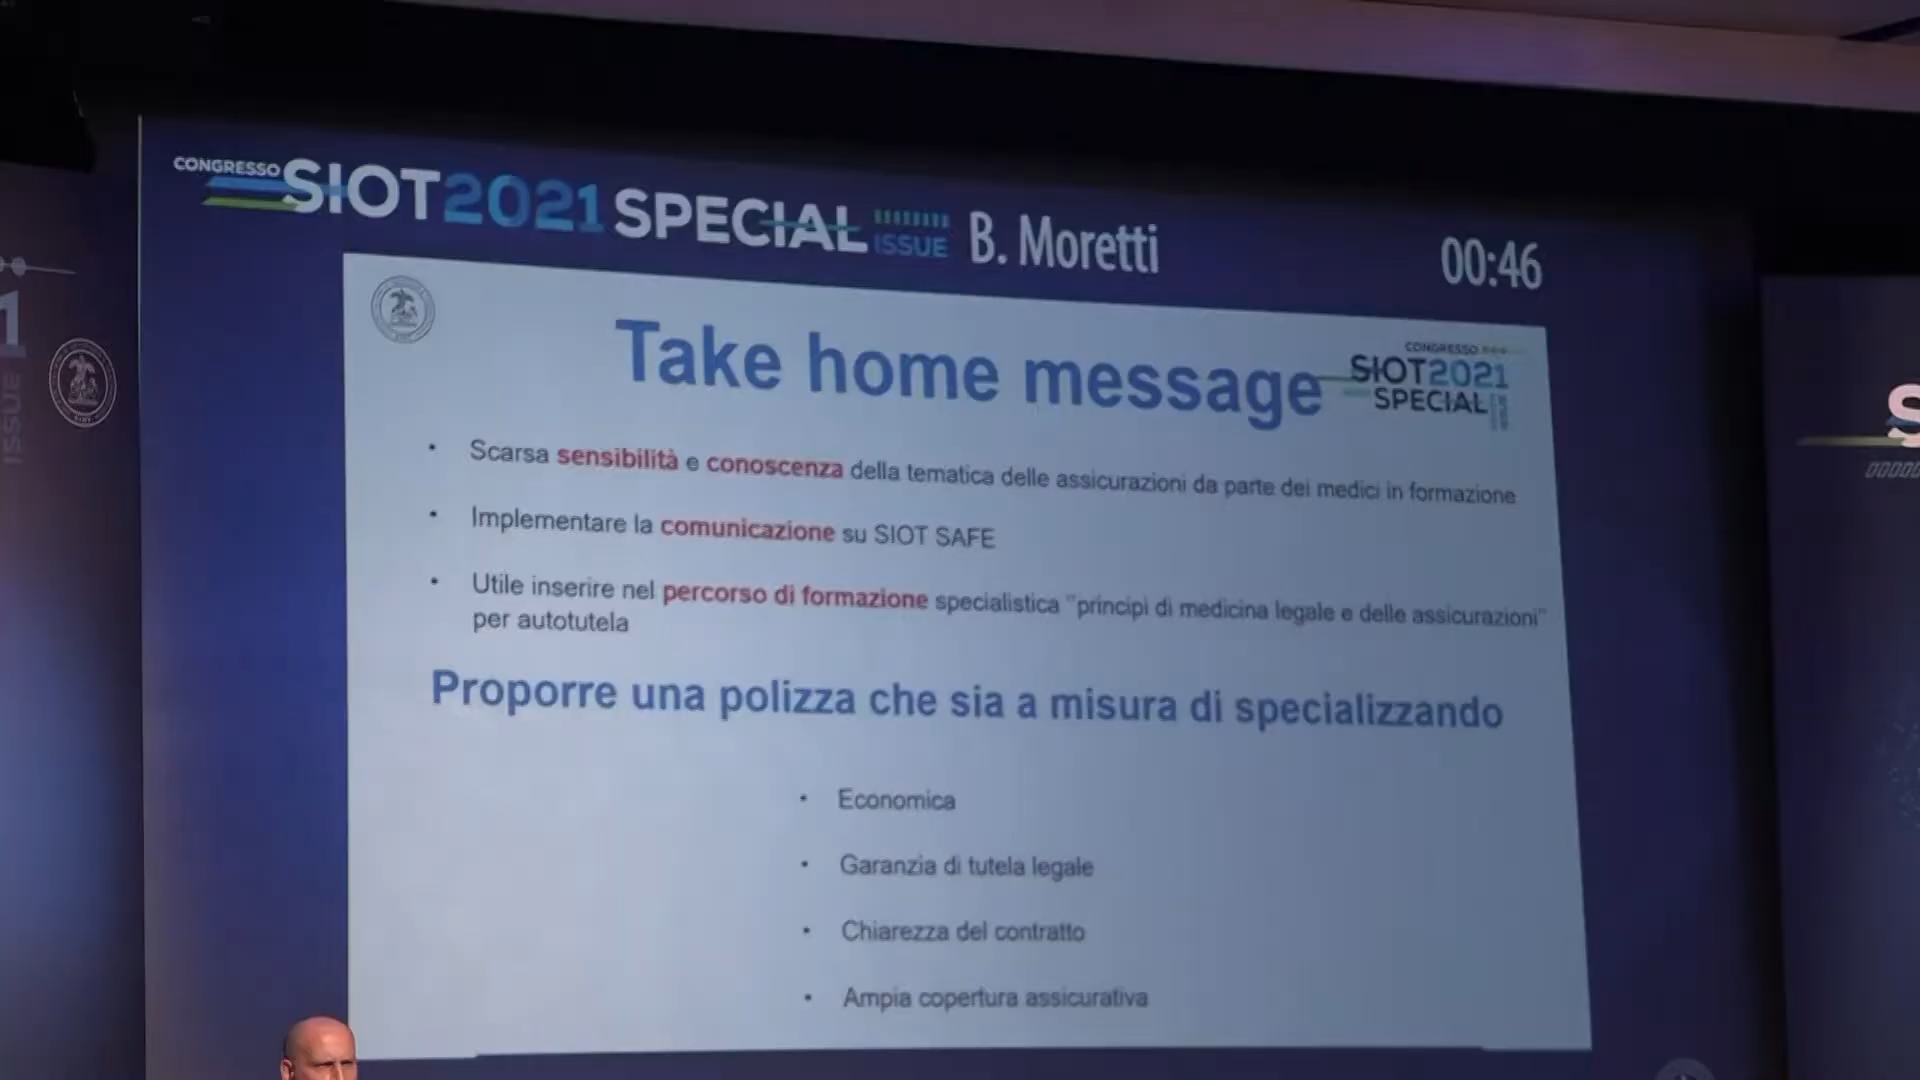 CONGRESSO
SIOT2021 SPECIAL ISSUE
B. Moretti
00:46
Take home message
CONGRESSO
SIOT2021
SPECIAL
• Scarsa sensibilità e conoscenza della tematica delle assicurazioni da parte dei medici in formazione
• Implementare la comunicazione su SIOT SAFE
• Utile inserire nel percorso di formazione specialistica "principi di medicina legale e delle assicurazioni"
per autotutela
Proporre una polizza che sia a misura di specializzando
• Economica
• Garanzia di tutela legale
• Chiarezza del contratto
• Ampia copertura assicurativa
1
ISSUE
S